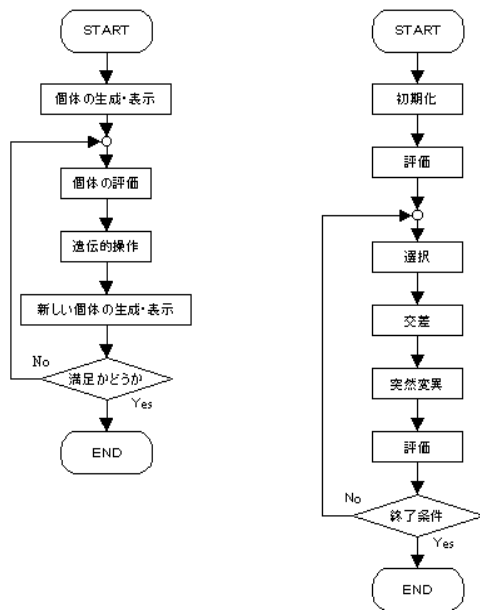 START
個体の生成・表示
個体の評価
遺伝的操作
新しい個体の生成・表示
No
満足かどうか
Yes
END
START
初期化
評価
選択
交差
突然変異
評価
No
終了条件
Yes
END